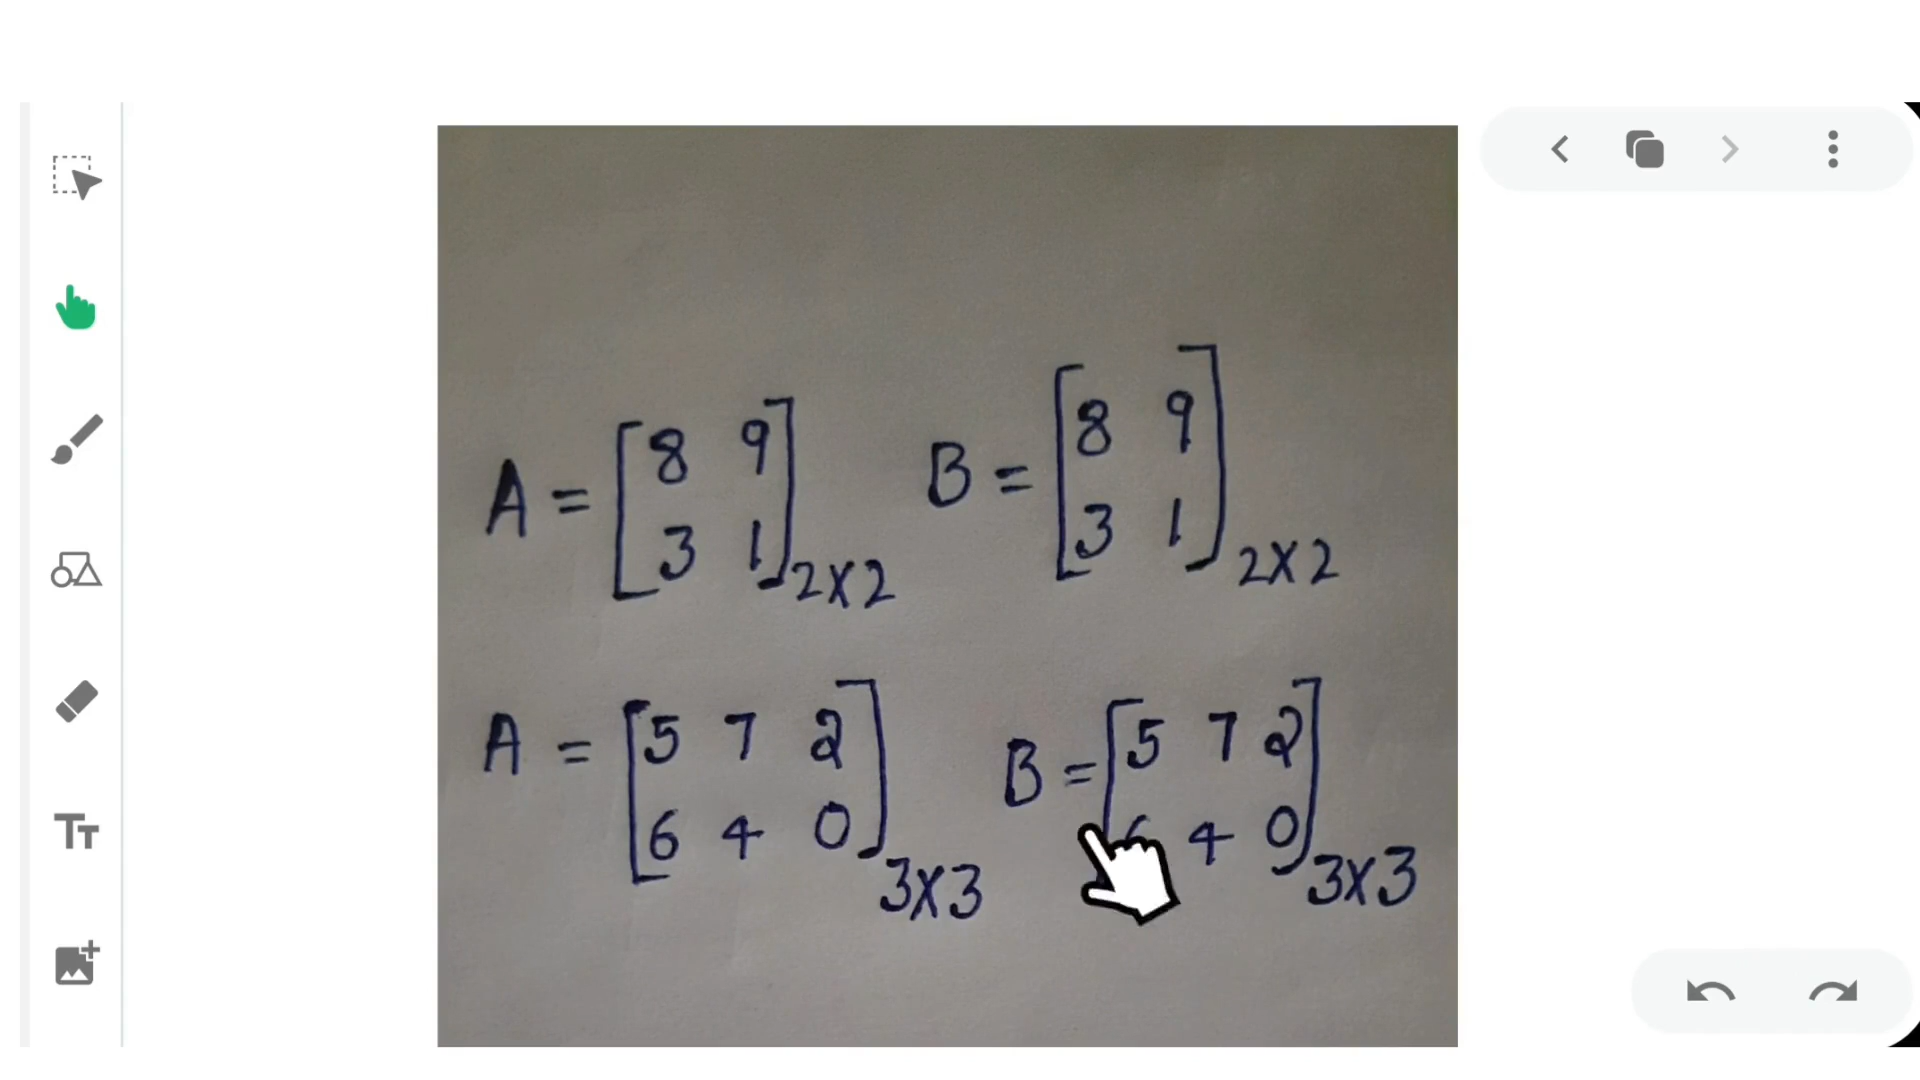 A = [8 9 B = [8 9
3 1]2x2 3 1]2x2
A = [5 7 2 B = [5 7 2
6 4 0]3x3 4 0]3x3
TT